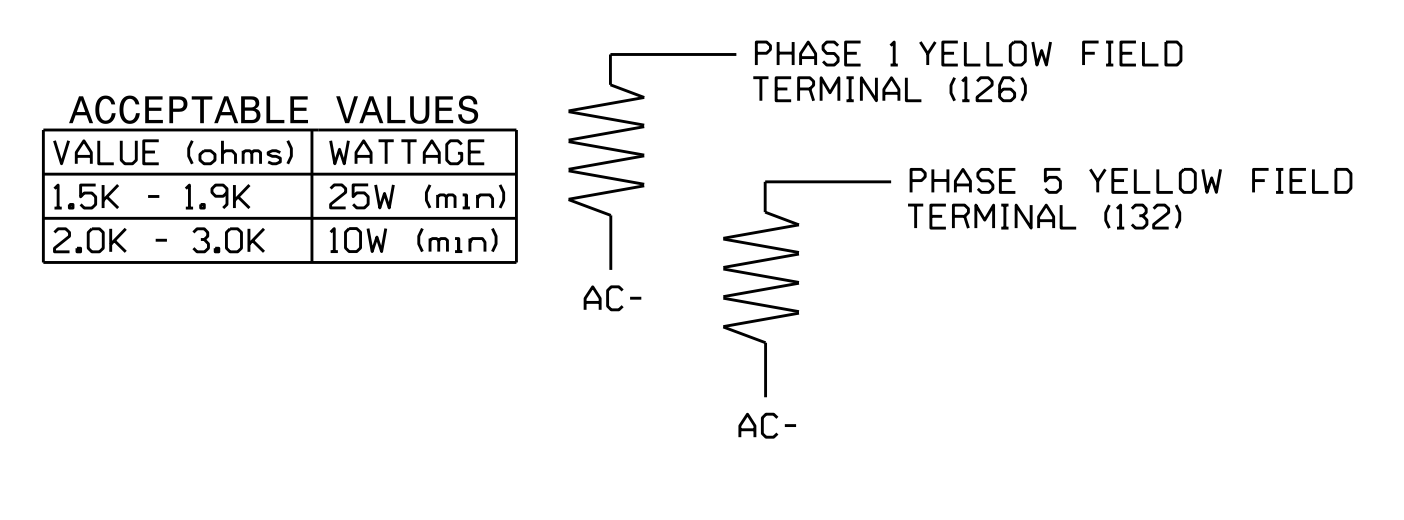 ACCEPTABLE VALUES
VALUE (ohms) WATTAGE
1.5K - 1.9K 25W (min)
2.0K - 3.0K 10W (min)
PHASE 1 YELLOW FIELD
TERMINAL (126)
AC-
PHASE 5 YELLOW FIELD
TERMINAL (132)
AC-